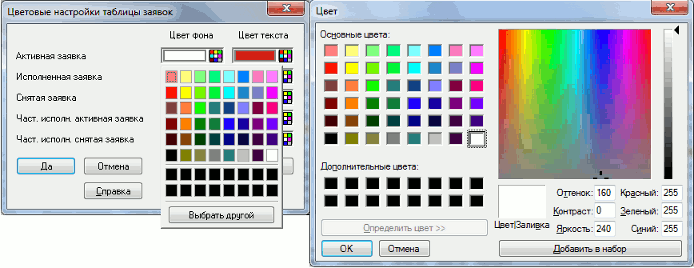 Цветовые настройки таблицы заявок
Цвет фона Цвет текста
Активная заявка
Исполненная заявка
Снятая заявка
Част. исполн. активная заявка
Част. исполн. снятая заявка
Да Отмена
Справка
Выбрать другой
Цвет
Основные цвета:
Дополнительные цвета:
Определить цвет >>
OK Отмена
Цвет|Заливка
Оттенок: 160 Красный: 255
Контраст: 0 Зеленый: 255
Яркость: 240 Синий: 255
Добавить в набор